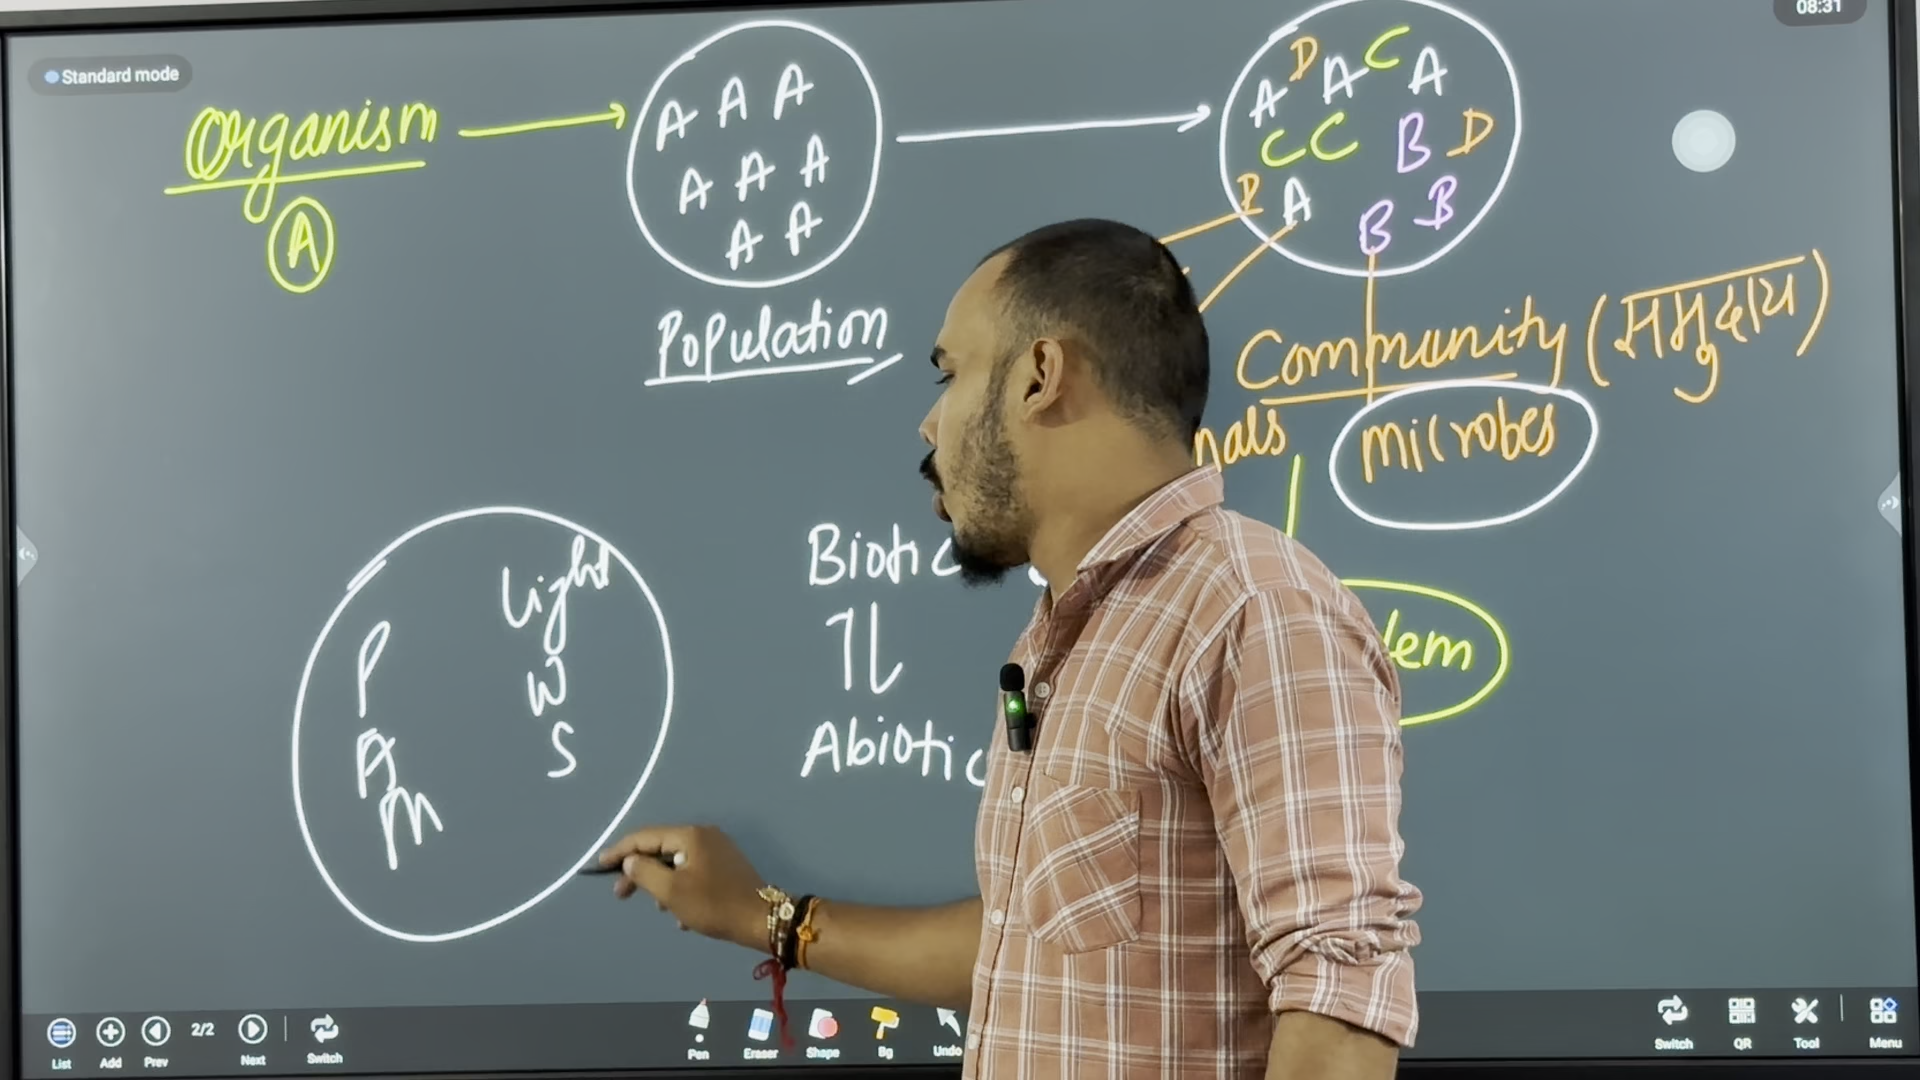 08:31
Standard mode
Organism
A
A A A
A A A
A A
Population
A D A C A
C C B D
D A B B
Community (समुदाय)
nals microbes
Light
P
W
A
S
M
Biotic
Abiotic
tem
List Add Prev 2/2 Next Switch Pen Eraser Shape Bg Undo Switch QR Tool Menu